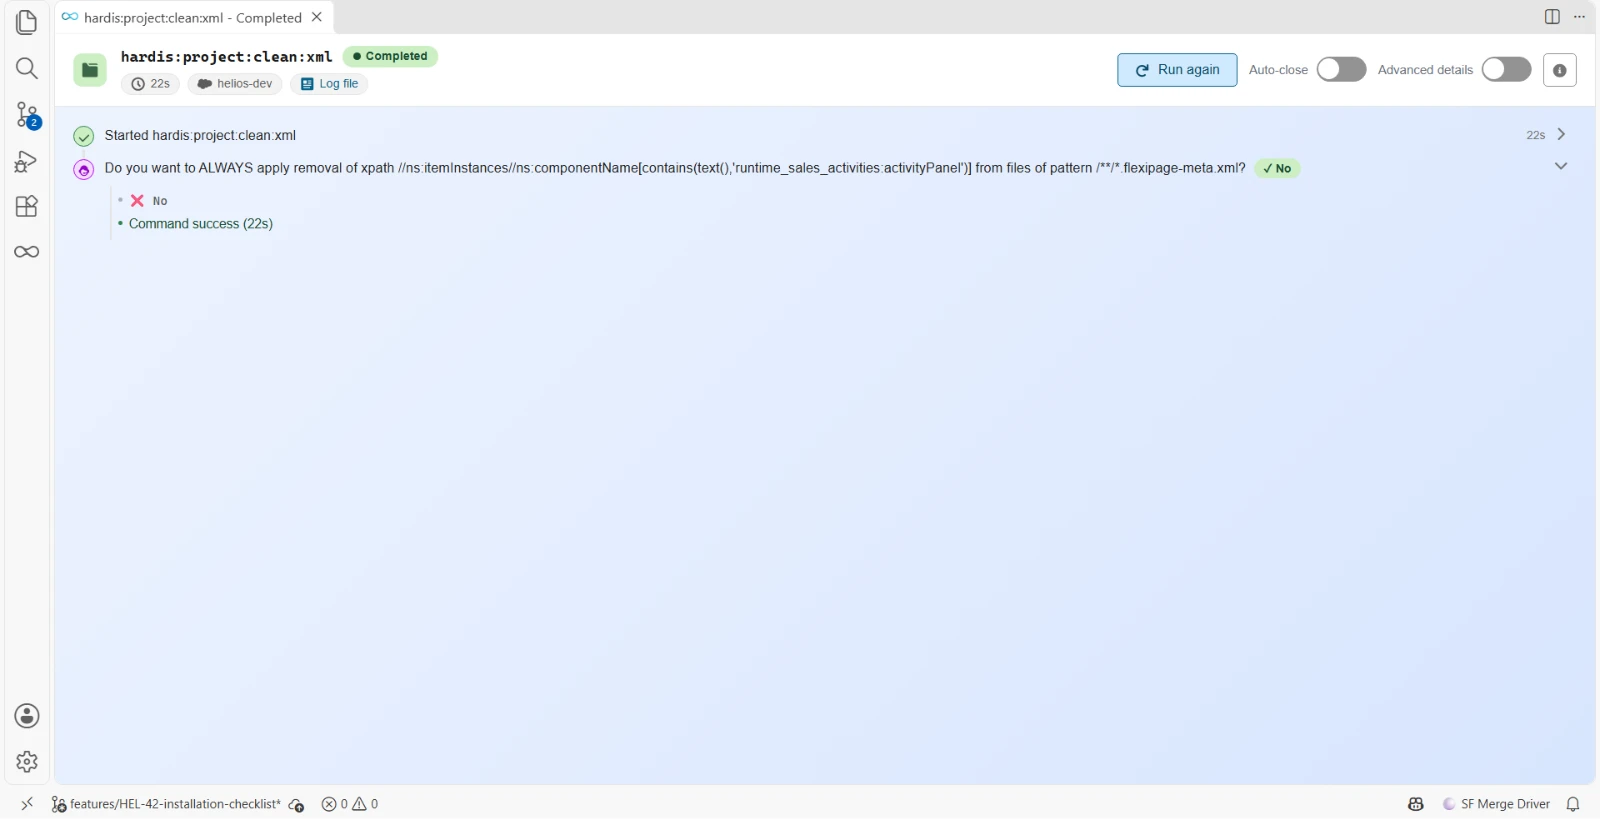 hardis:project:clean:xml - Completed
hardis:project:clean:xml Completed
22s helios-dev Log file
Run again Auto-close Advanced details
Started hardis:project:clean:xml 22s
Do you want to ALWAYS apply removal of xpath //ns:itemInstances//ns:componentName[contains(text(),'runtime_sales_activities:activityPanel')] from files of pattern /**/*.flexipage-meta.xml? ✓ No
❌ No
Command success (22s)
2
features/HEL-42-installation-checklist* 0 0 SF Merge Driver